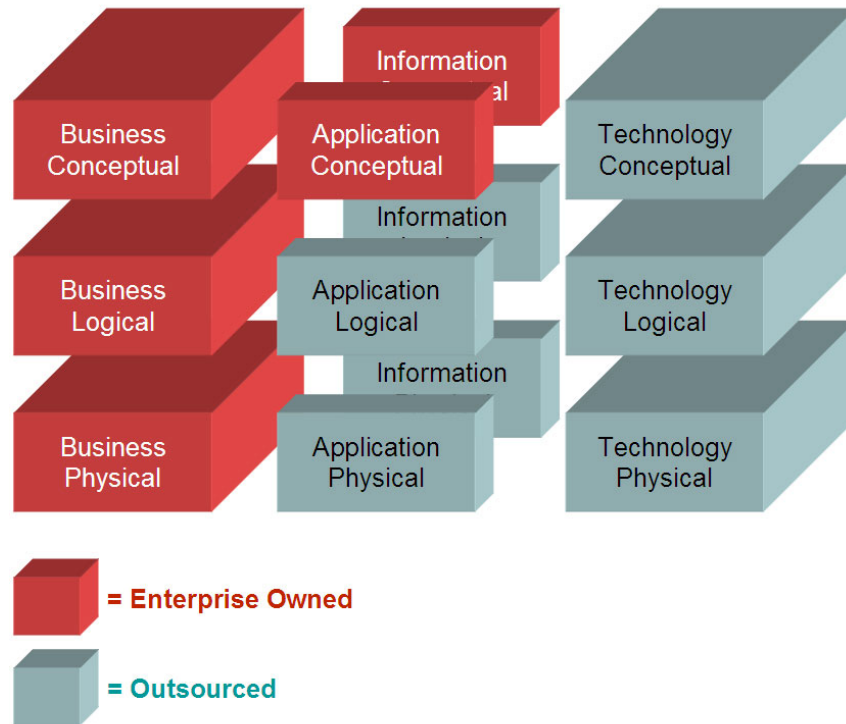 Information
Business
Conceptual
Application
Conceptual
Technology
Conceptual
Information
Business
Logical
Application
Logical
Technology
Logical
Information
Business
Physical
Application
Physical
Technology
Physical
= Enterprise Owned
= Outsourced